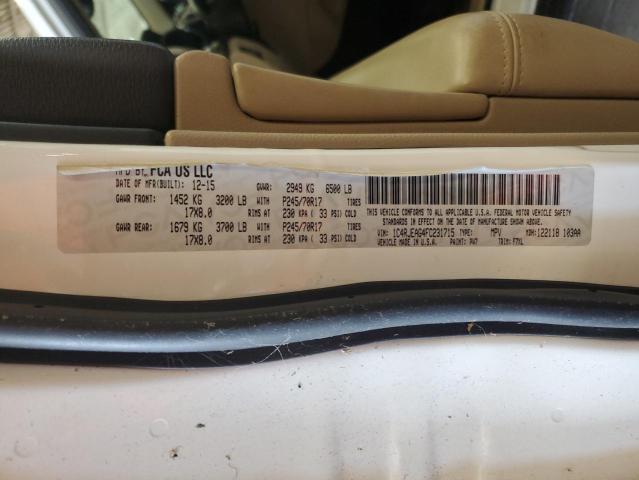 MFD BY: FCA US LLC
DATE OF MFR(BUILT): 12-15 GVWR: 2949 KG 6500 LB
GAWR FRONT: 1452 KG 3200 LB WITH P245/70R17 TIRES
17X8.0 RIMS AT 230 KPA ( 33 PSI) COLD
GAWR REAR: 1679 KG 3700 LB WITH P245/70R17 TIRES
17X8.0 RIMS AT 230 KPA ( 33 PSI) COLD
THIS VEHICLE CONFORMS TO ALL APPLICABLE U.S.A. FEDERAL MOTOR VEHICLE SAFETY
STANDARDS IN EFFECT ON THE DATE OF MANUFACTURE SHOWN ABOVE.
VIN: 1C4RJEAG4FC231715 TYPE: MPV MDH: 122118 103AA
VEHICLE MADE IN U.S.A. PAINT: PW7 TRIM: F7XL